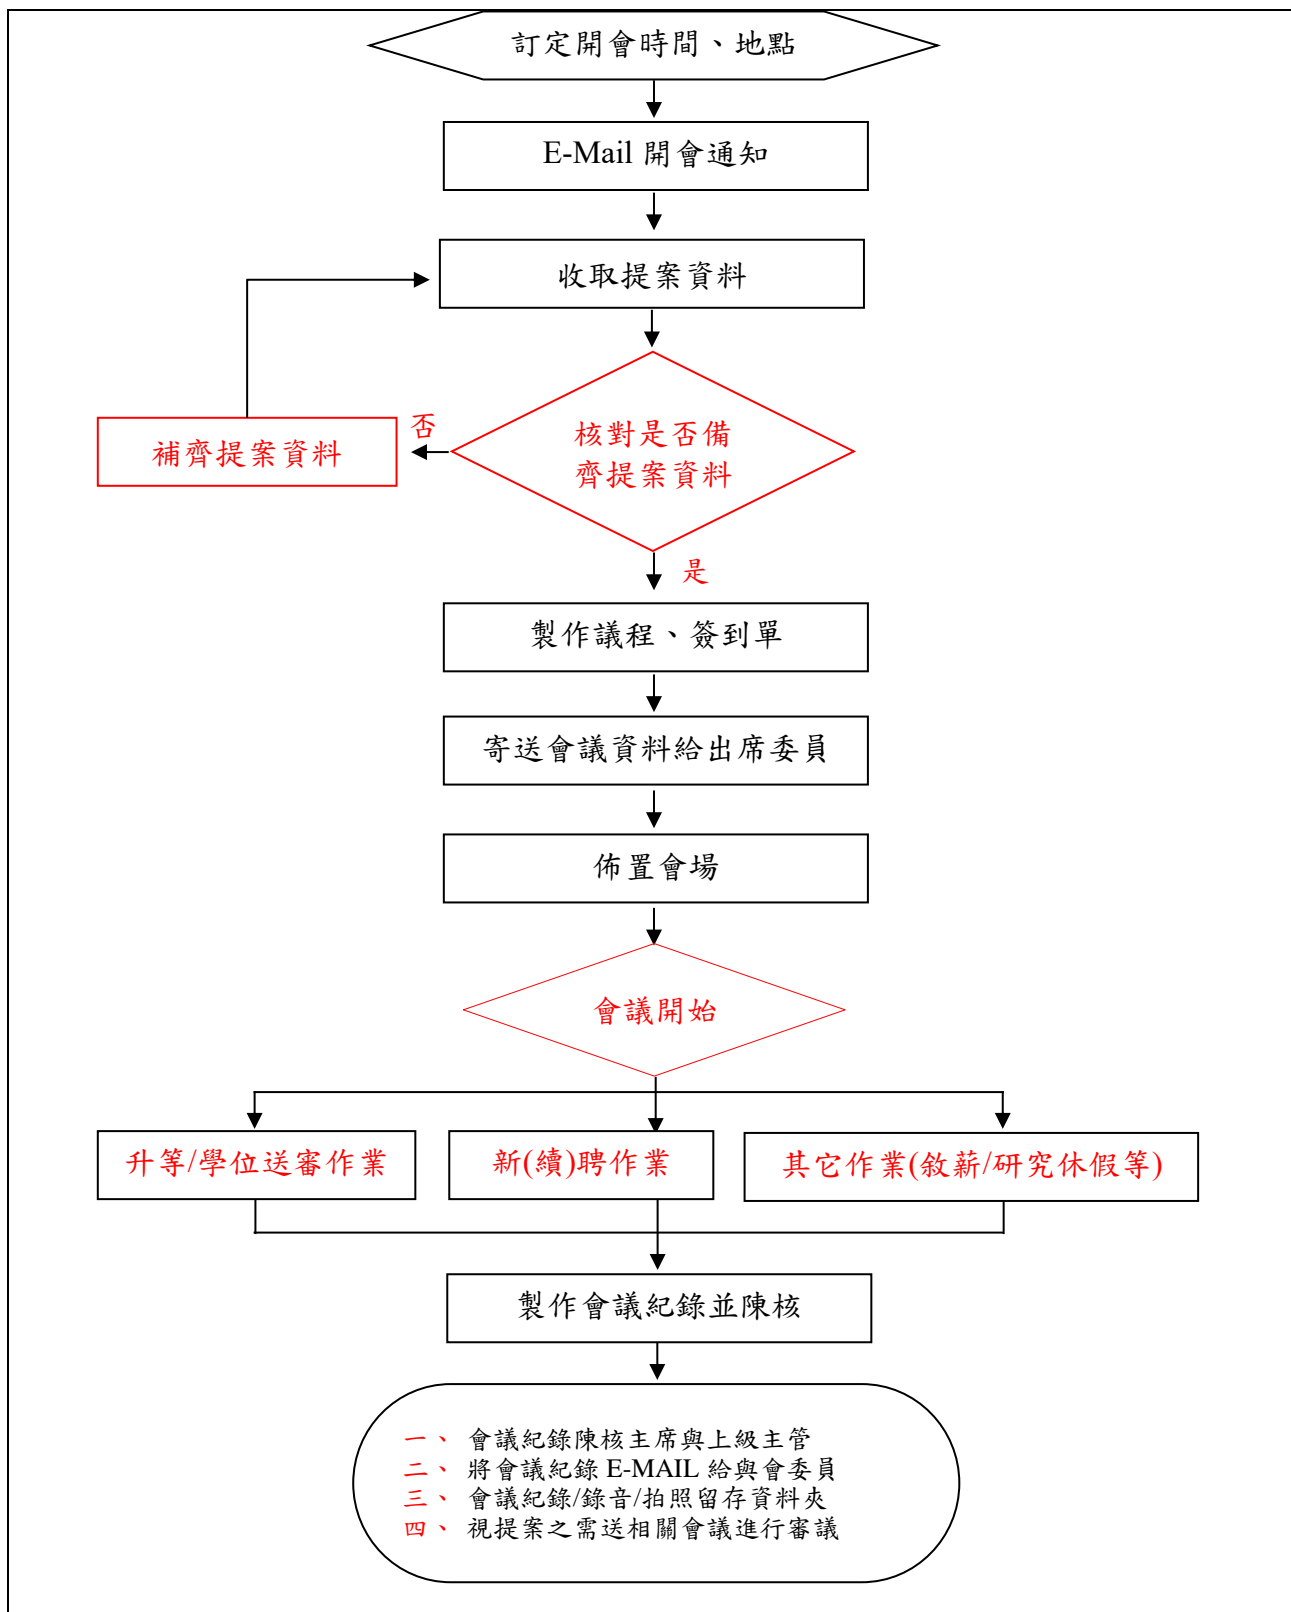 訂定開會時間、地點
E-Mail 開會通知
收取提案資料
否
補齊提案資料
核對是否備
齊提案資料
是
製作議程、簽到單
寄送會議資料給出席委員
佈置會場
會議開始
升等/學位送審作業
新(續)聘作業
其它作業(敘薪/研究休假等)
製作會議紀錄並陳核
一、 會議紀錄陳核主席與上級主管
二、 將會議紀錄 E-MAIL 給與會委員
三、 會議紀錄/錄音/拍照留存資料夾
四、 視提案之需送相關會議進行審議